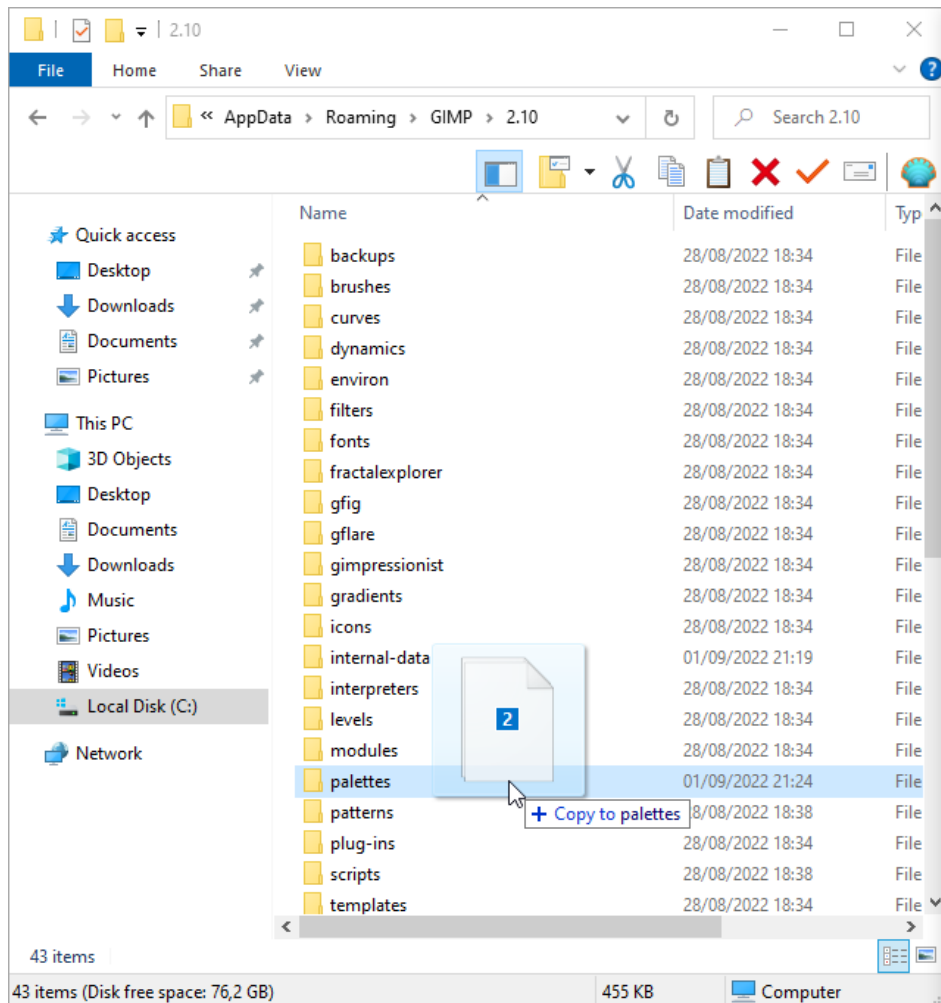 2.10
File Home Share View
« AppData > Roaming > GIMP > 2.10 Search 2.10
Name Date modified Typ
Quick access
Desktop
Downloads
Documents
Pictures
This PC
3D Objects
Desktop
Documents
Downloads
Music
Pictures
Videos
Local Disk (C:)
Network
backups 28/08/2022 18:34 File
brushes 28/08/2022 18:34 File
curves 28/08/2022 18:34 File
dynamics 28/08/2022 18:34 File
environ 28/08/2022 18:34 File
filters 28/08/2022 18:34 File
fonts 28/08/2022 18:34 File
fractalexplorer 28/08/2022 18:34 File
gfig 28/08/2022 18:34 File
gflare 28/08/2022 18:34 File
gimpressionist 28/08/2022 18:34 File
gradients 28/08/2022 18:34 File
icons 28/08/2022 18:34 File
internal-data 01/09/2022 21:19 File
interpreters 28/08/2022 18:34 File
levels 2 28/08/2022 18:34 File
modules 28/08/2022 18:34 File
palettes 01/09/2022 21:24 File
patterns + Copy to palettes 8/08/2022 18:38 File
plug-ins 28/08/2022 18:34 File
scripts 28/08/2022 18:38 File
templates 28/08/2022 18:34 File
43 items
43 items (Disk free space: 76,2 GB) 455 KB Computer